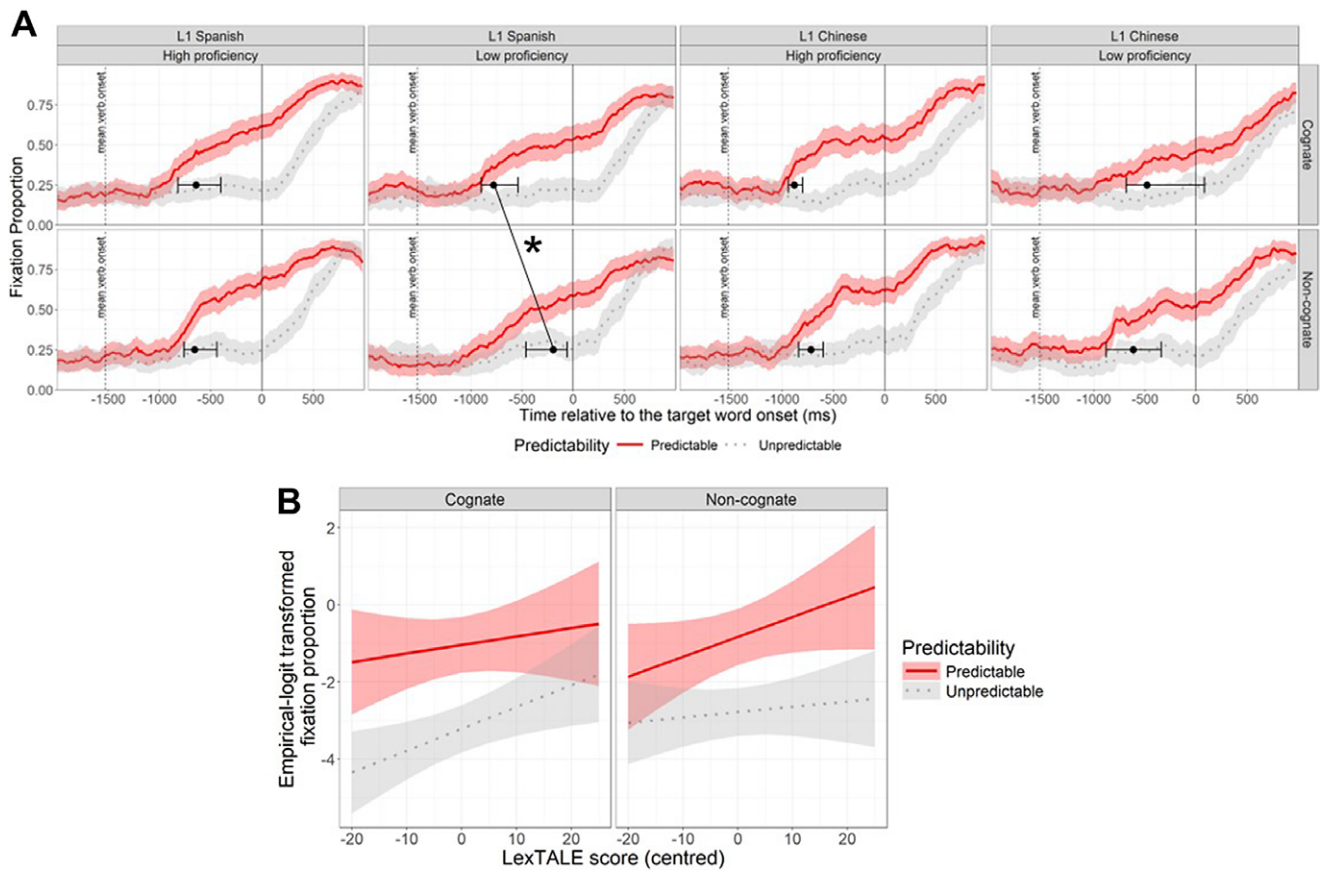 A
L1 Spanish L1 Spanish L1 Chinese L1 Chinese
High proficiency Low proficiency High proficiency Low proficiency
Fixation Proportion
0.75
0.50
0.25
0.00
mean verb onset mean verb onset mean verb onset mean verb onset
Cognate
*
0.75
0.50
0.25
0.00
mean verb onset mean verb onset mean verb onset mean verb onset
Non-cognate
-1500 -1000 -500 0 500 -1500 -1000 -500 0 500 -1500 -1000 -500 0 500 -1500 -1000 -500 0 500
Time relative to the target word onset (ms)
Predictability Predictable Unpredictable
B
Cognate Non-cognate
Empirical-logit transformed
fixation proportion
2
0
-2
-4
-20 -10 0 10 20 -20 -10 0 10 20
LexTALE score (centred)
Predictability
Predictable
Unpredictable